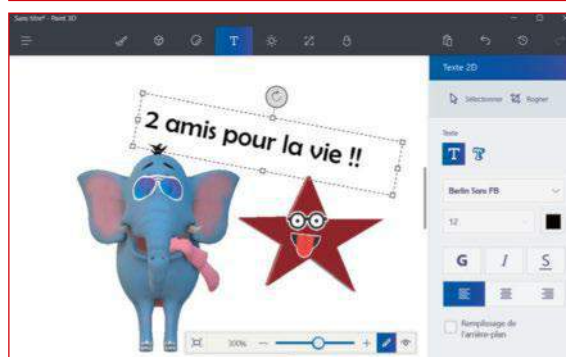 Sans titre* - Paint 3D
T
Texte 2D
Sélectionner Rogner
Texte
T
Berlin Sans FB
52
G I S
Remplissage de
l'arrière-plan
2 amis pour la vie !!
300%